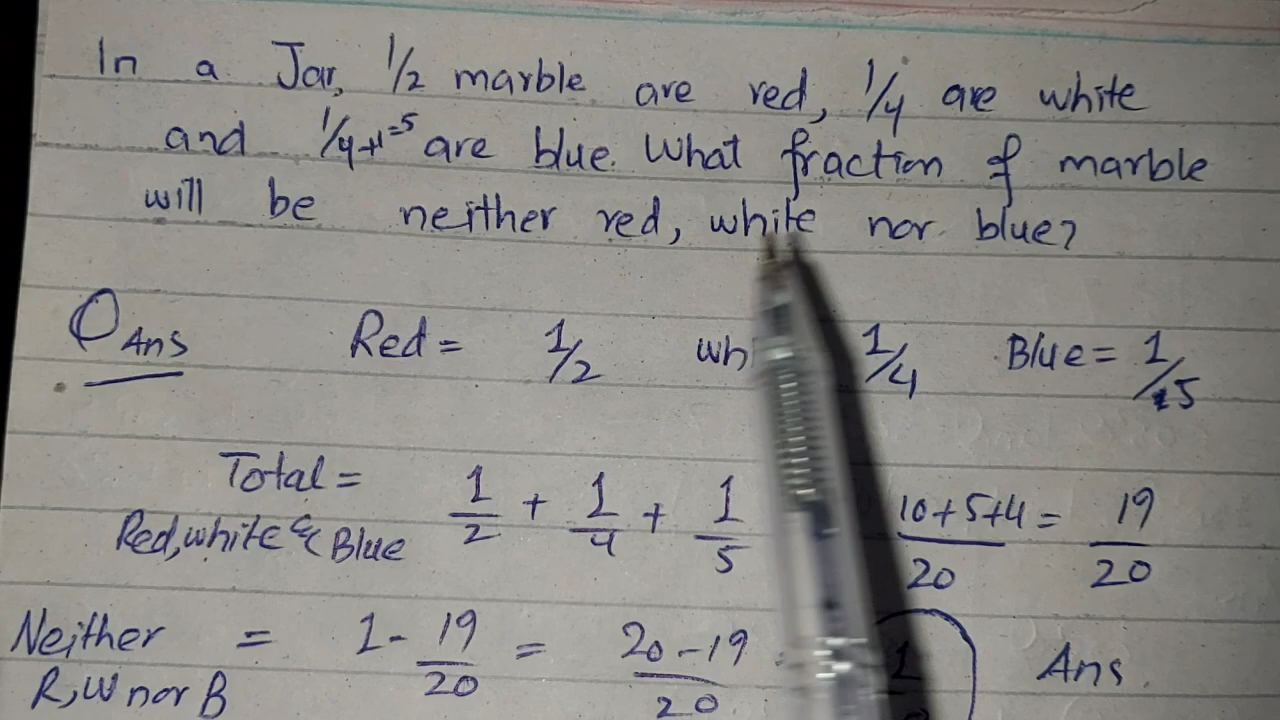 In a Jar, 1/2 marble are red, 1/4 are white
and 1/4+1=5 are blue. What fraction of marble
will be neither red, white nor blue?
Ans Red = 1/2 wh 1/4 Blue = 1/5
Total = 1/2 + 1/4 + 1/5 10+5+4/20 = 19/20
Red, white & Blue
Neither = 1 - 19/20 = 20-19/20 1 Ans.
R, W nor B